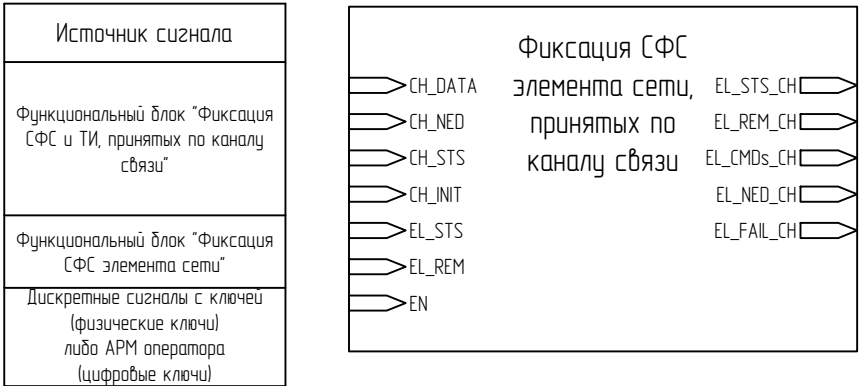 Источник сигнала
Функциональный блок "Фиксация
СФС и ТИ, принятых по каналу
связи"
Функциональный блок "Фиксация
СФС элемента сети"
Дискретные сигналы с ключей
(физические ключи)
либо АРМ оператора
(цифровые ключи)
Фиксация СФС
элемента сети,
принятых по
каналу связи
CH_DATA
CH_NED
CH_STS
CH_INIT
EL_STS
EL_REM
EN
EL_STS_CH
EL_REM_CH
EL_CMDs_CH
EL_NED_CH
EL_FAIL_CH